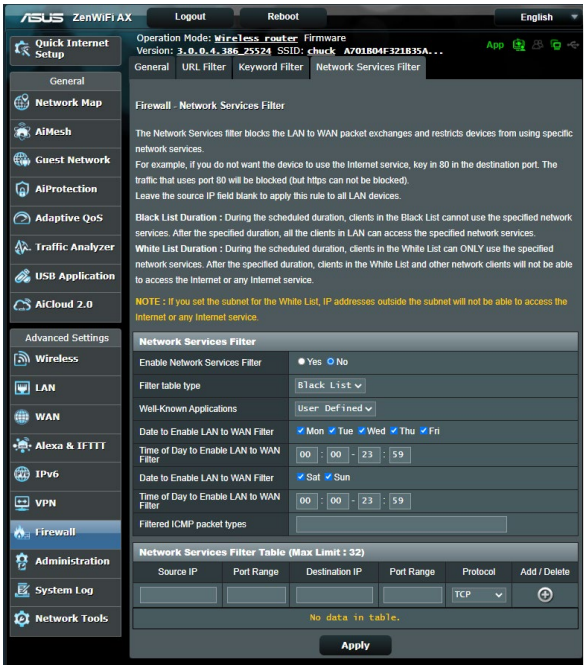 ASUS ZenWiFi AX Logout Reboot English
Quick Internet Setup
General
Network Map
AiMesh
Guest Network
AiProtection
Adaptive QoS
Traffic Analyzer
USB Application
AiCloud 2.0
Advanced Settings
Wireless
LAN
WAN
Alexa & IFTTT
IPv6
VPN
Firewall
Administration
System Log
Network Tools
Operation Mode: Wireless router Firmware
Version: 3.0.0.4.386_25524 SSID: chuck A701B04F321B35A...
App
General URL Filter Keyword Filter Network Services Filter
Firewall - Network Services Filter
The Network Services filter blocks the LAN to WAN packet exchanges and restricts devices from using specific
network services.
For example, if you do not want the device to use the Internet service, key in 80 in the destination port. The
traffic that uses port 80 will be blocked (but https can not be blocked).
Leave the source IP field blank to apply this rule to all LAN devices.
Black List Duration : During the scheduled duration, clients in the Black List cannot use the specified network
services. After the specified duration, all the clients in LAN can access the specified network services.
White List Duration : During the scheduled duration, clients in the White List can ONLY use the specified
network services. After the specified duration, clients in the White List and other network clients will not be able
to access the Internet or any Internet service.
NOTE : If you set the subnet for the White List, IP addresses outside the subnet will not be able to access the
Internet or any Internet service.
Network Services Filter
Enable Network Services Filter Yes No
Filter table type Black List
Well-Known Applications User Defined
Date to Enable LAN to WAN Filter Mon Tue Wed Thu Fri
Time of Day to Enable LAN to WAN
Filter 00 : 00 - 23 : 59
Date to Enable LAN to WAN Filter Sat Sun
Time of Day to Enable LAN to WAN
Filter 00 : 00 - 23 : 59
Filtered ICMP packet types
Network Services Filter Table (Max Limit : 32)
Source IP Port Range Destination IP Port Range Protocol Add / Delete
TCP
No data in table.
Apply